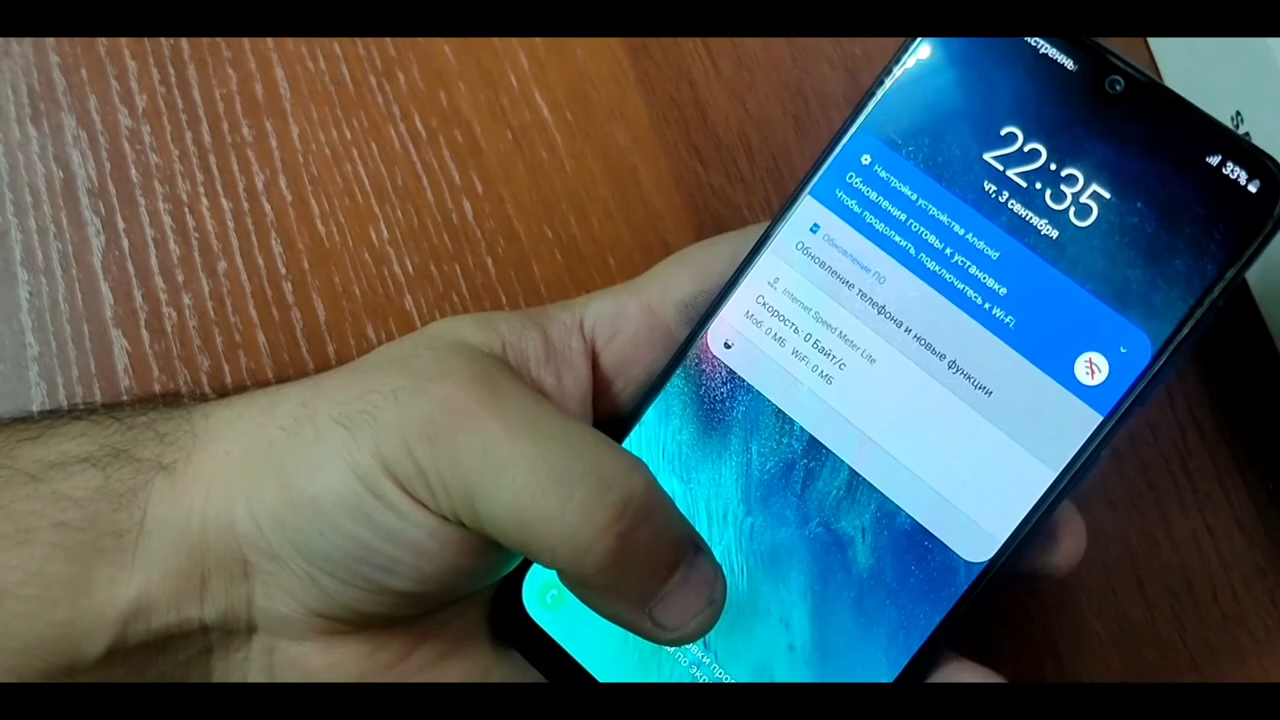 33%
22:35
чт, 3 сентября
Настройка устройства Android
Обновления готовы к установке
Чтобы продолжить, подключитесь к Wi-Fi.
Обновление ПО
Обновление телефона и новые функции
Internet Speed Meter Lite
Скорость: 0 Байт/с
Моб: 0 МБ WiFi: 0 МБ